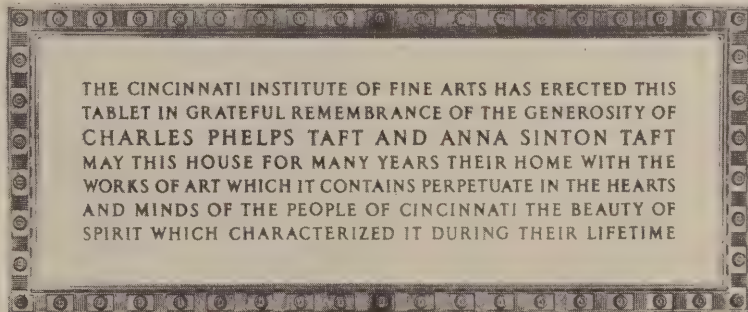 THE CINCINNATI INSTITUTE OF FINE ARTS HAS ERECTED THIS
TABLET IN GRATEFUL REMEMBRANCE OF THE GENEROSITY OF
CHARLES PHELPS TAFT AND ANNA SINTON TAFT
MAY THIS HOUSE FOR MANY YEARS THEIR HOME WITH THE
WORKS OF ART WHICH IT CONTAINS PERPETUATE IN THE HEARTS
AND MINDS OF THE PEOPLE OF CINCINNATI THE BEAUTY OF
SPIRIT WHICH CHARACTERIZED IT DURING THEIR LIFETIME